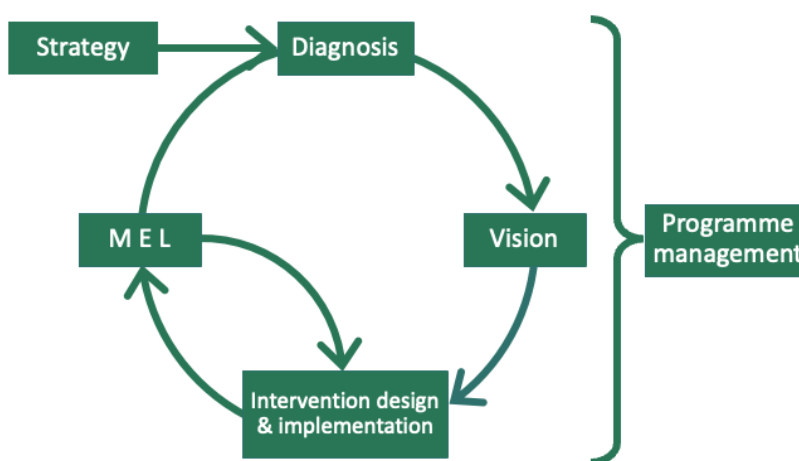 Strategy
Diagnosis
M E L
Vision
Programme
management
Intervention design
& implementation